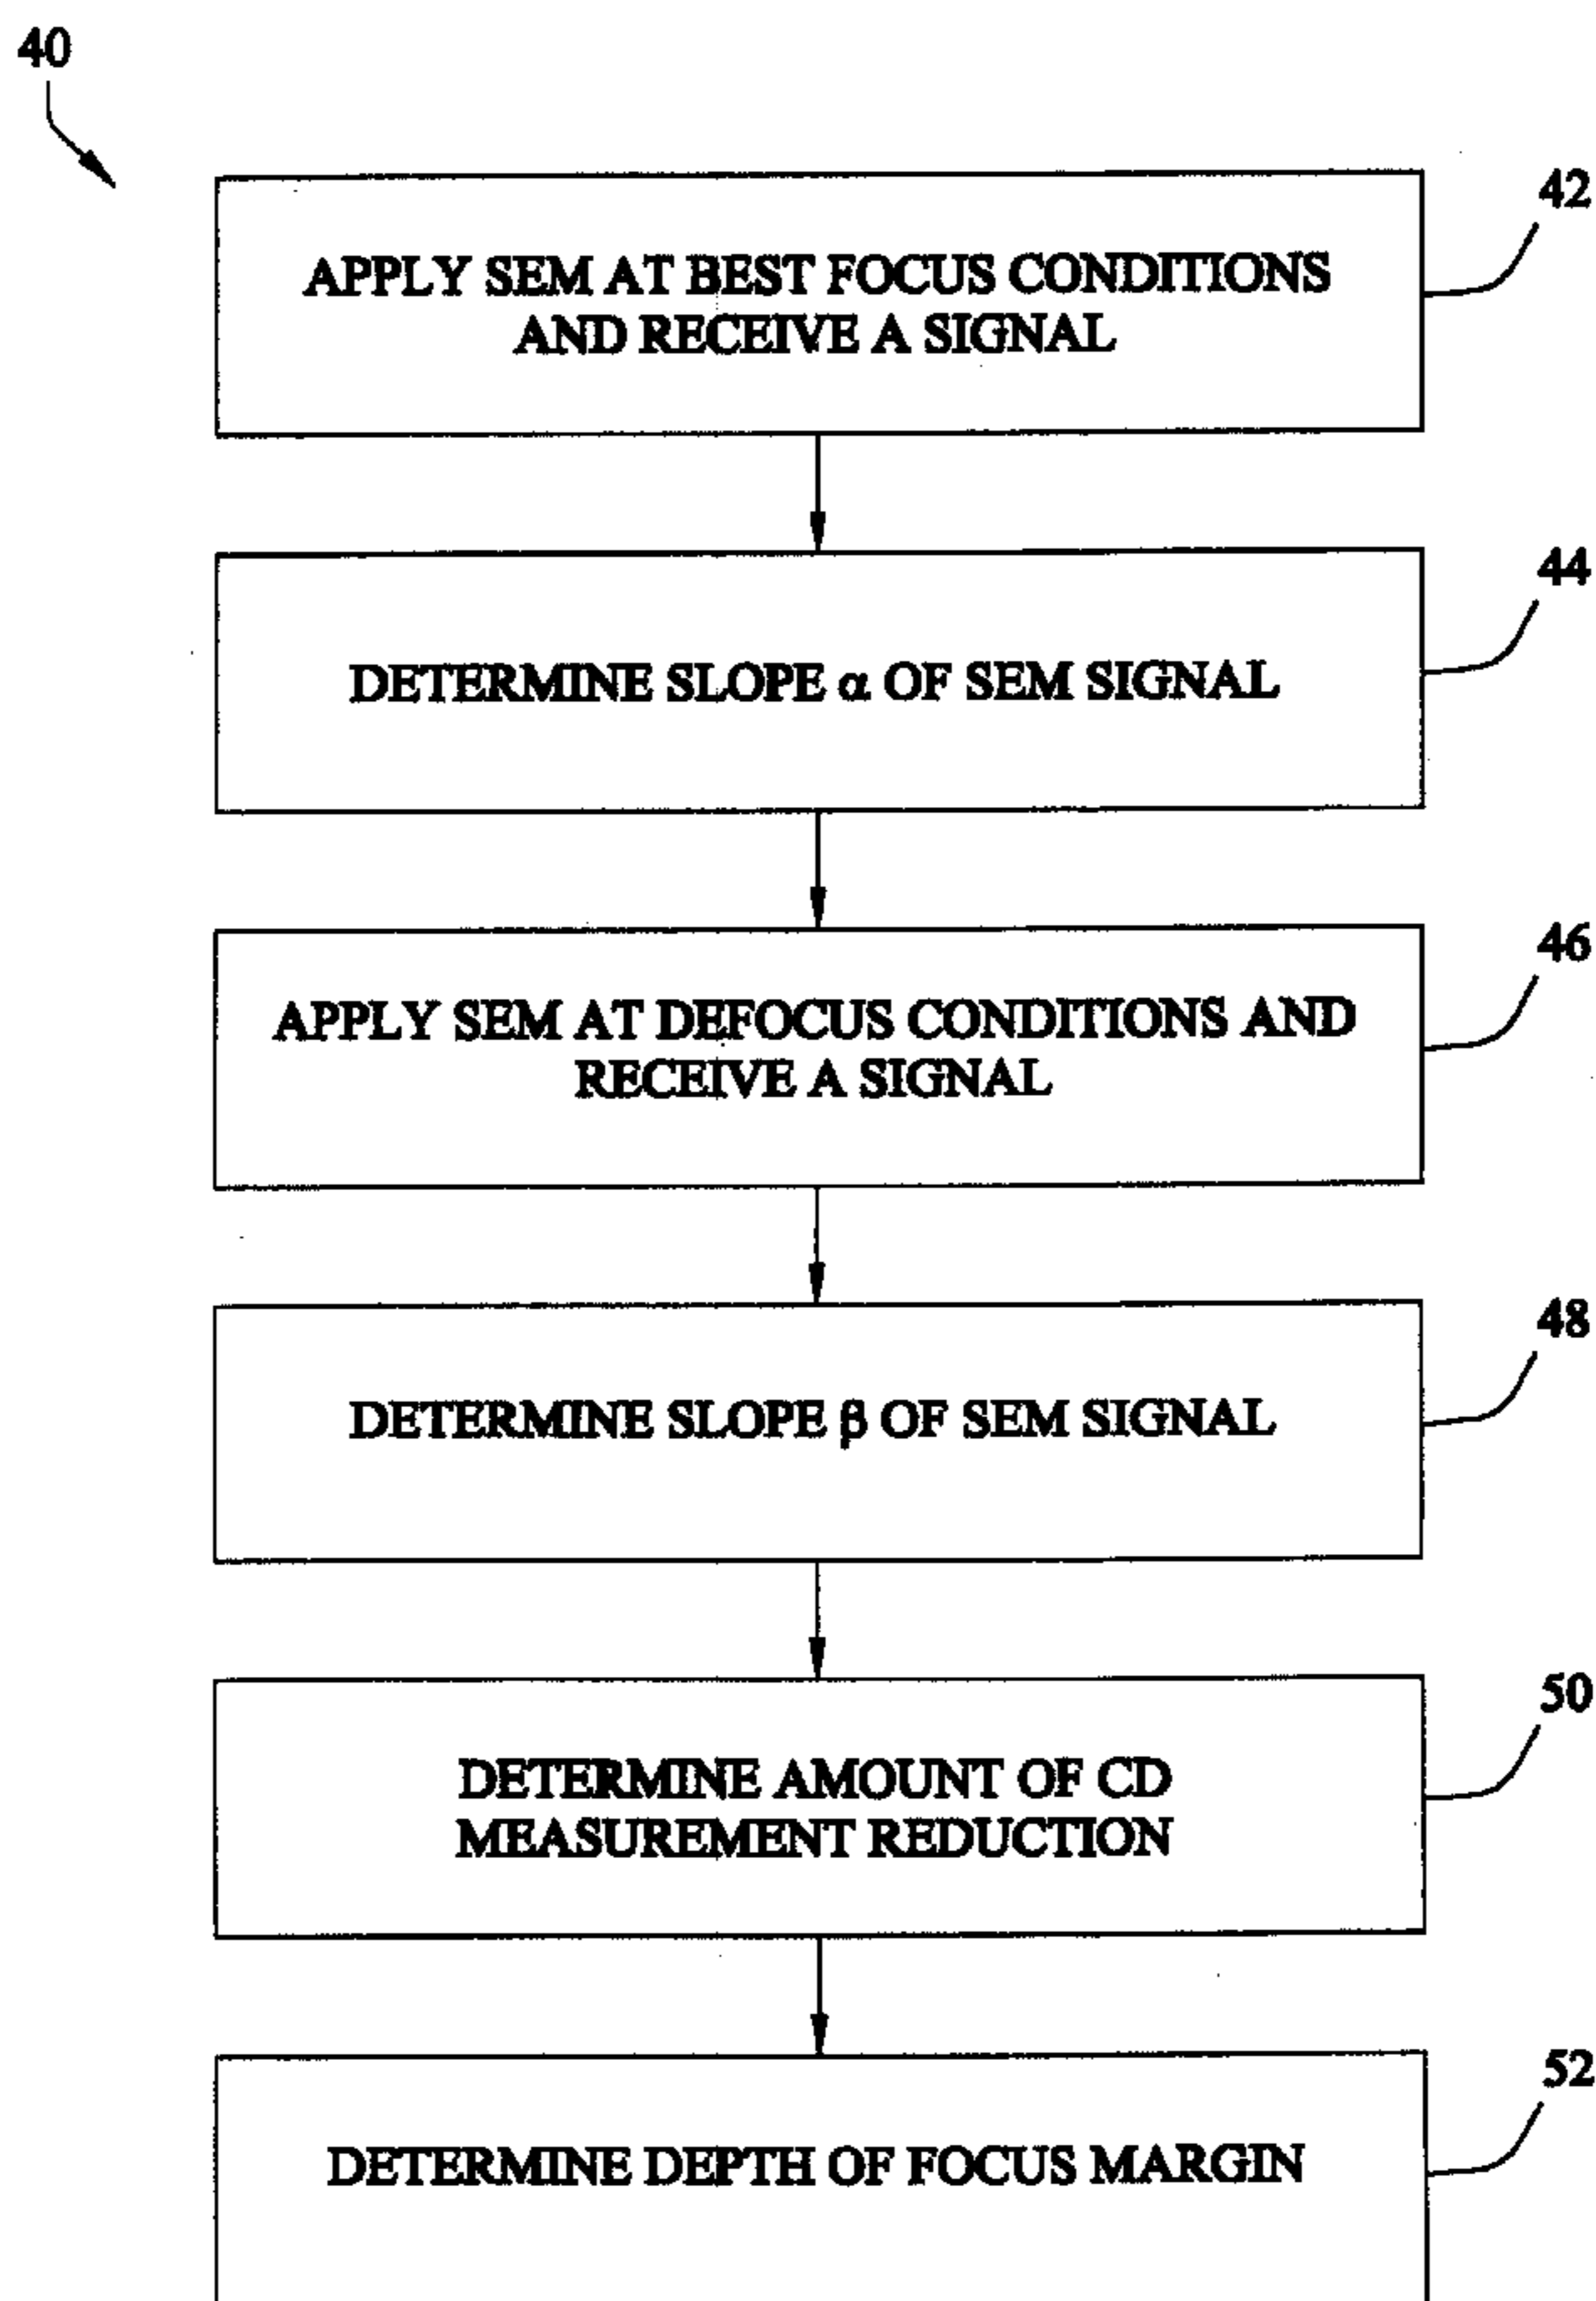 40
42
APPLY SEM AT BEST FOCUS CONDITIONS
AND RECEIVE A SIGNAL
44
DETERMINE SLOPE α OF SEM SIGNAL
46
APPLY SEM AT DEFOCUS CONDITIONS AND
RECEIVE A SIGNAL
48
DETERMINE SLOPE β OF SEM SIGNAL
50
DETERMINE AMOUNT OF CD
MEASUREMENT REDUCTION
52
DETERMINE DEPTH OF FOCUS MARGIN